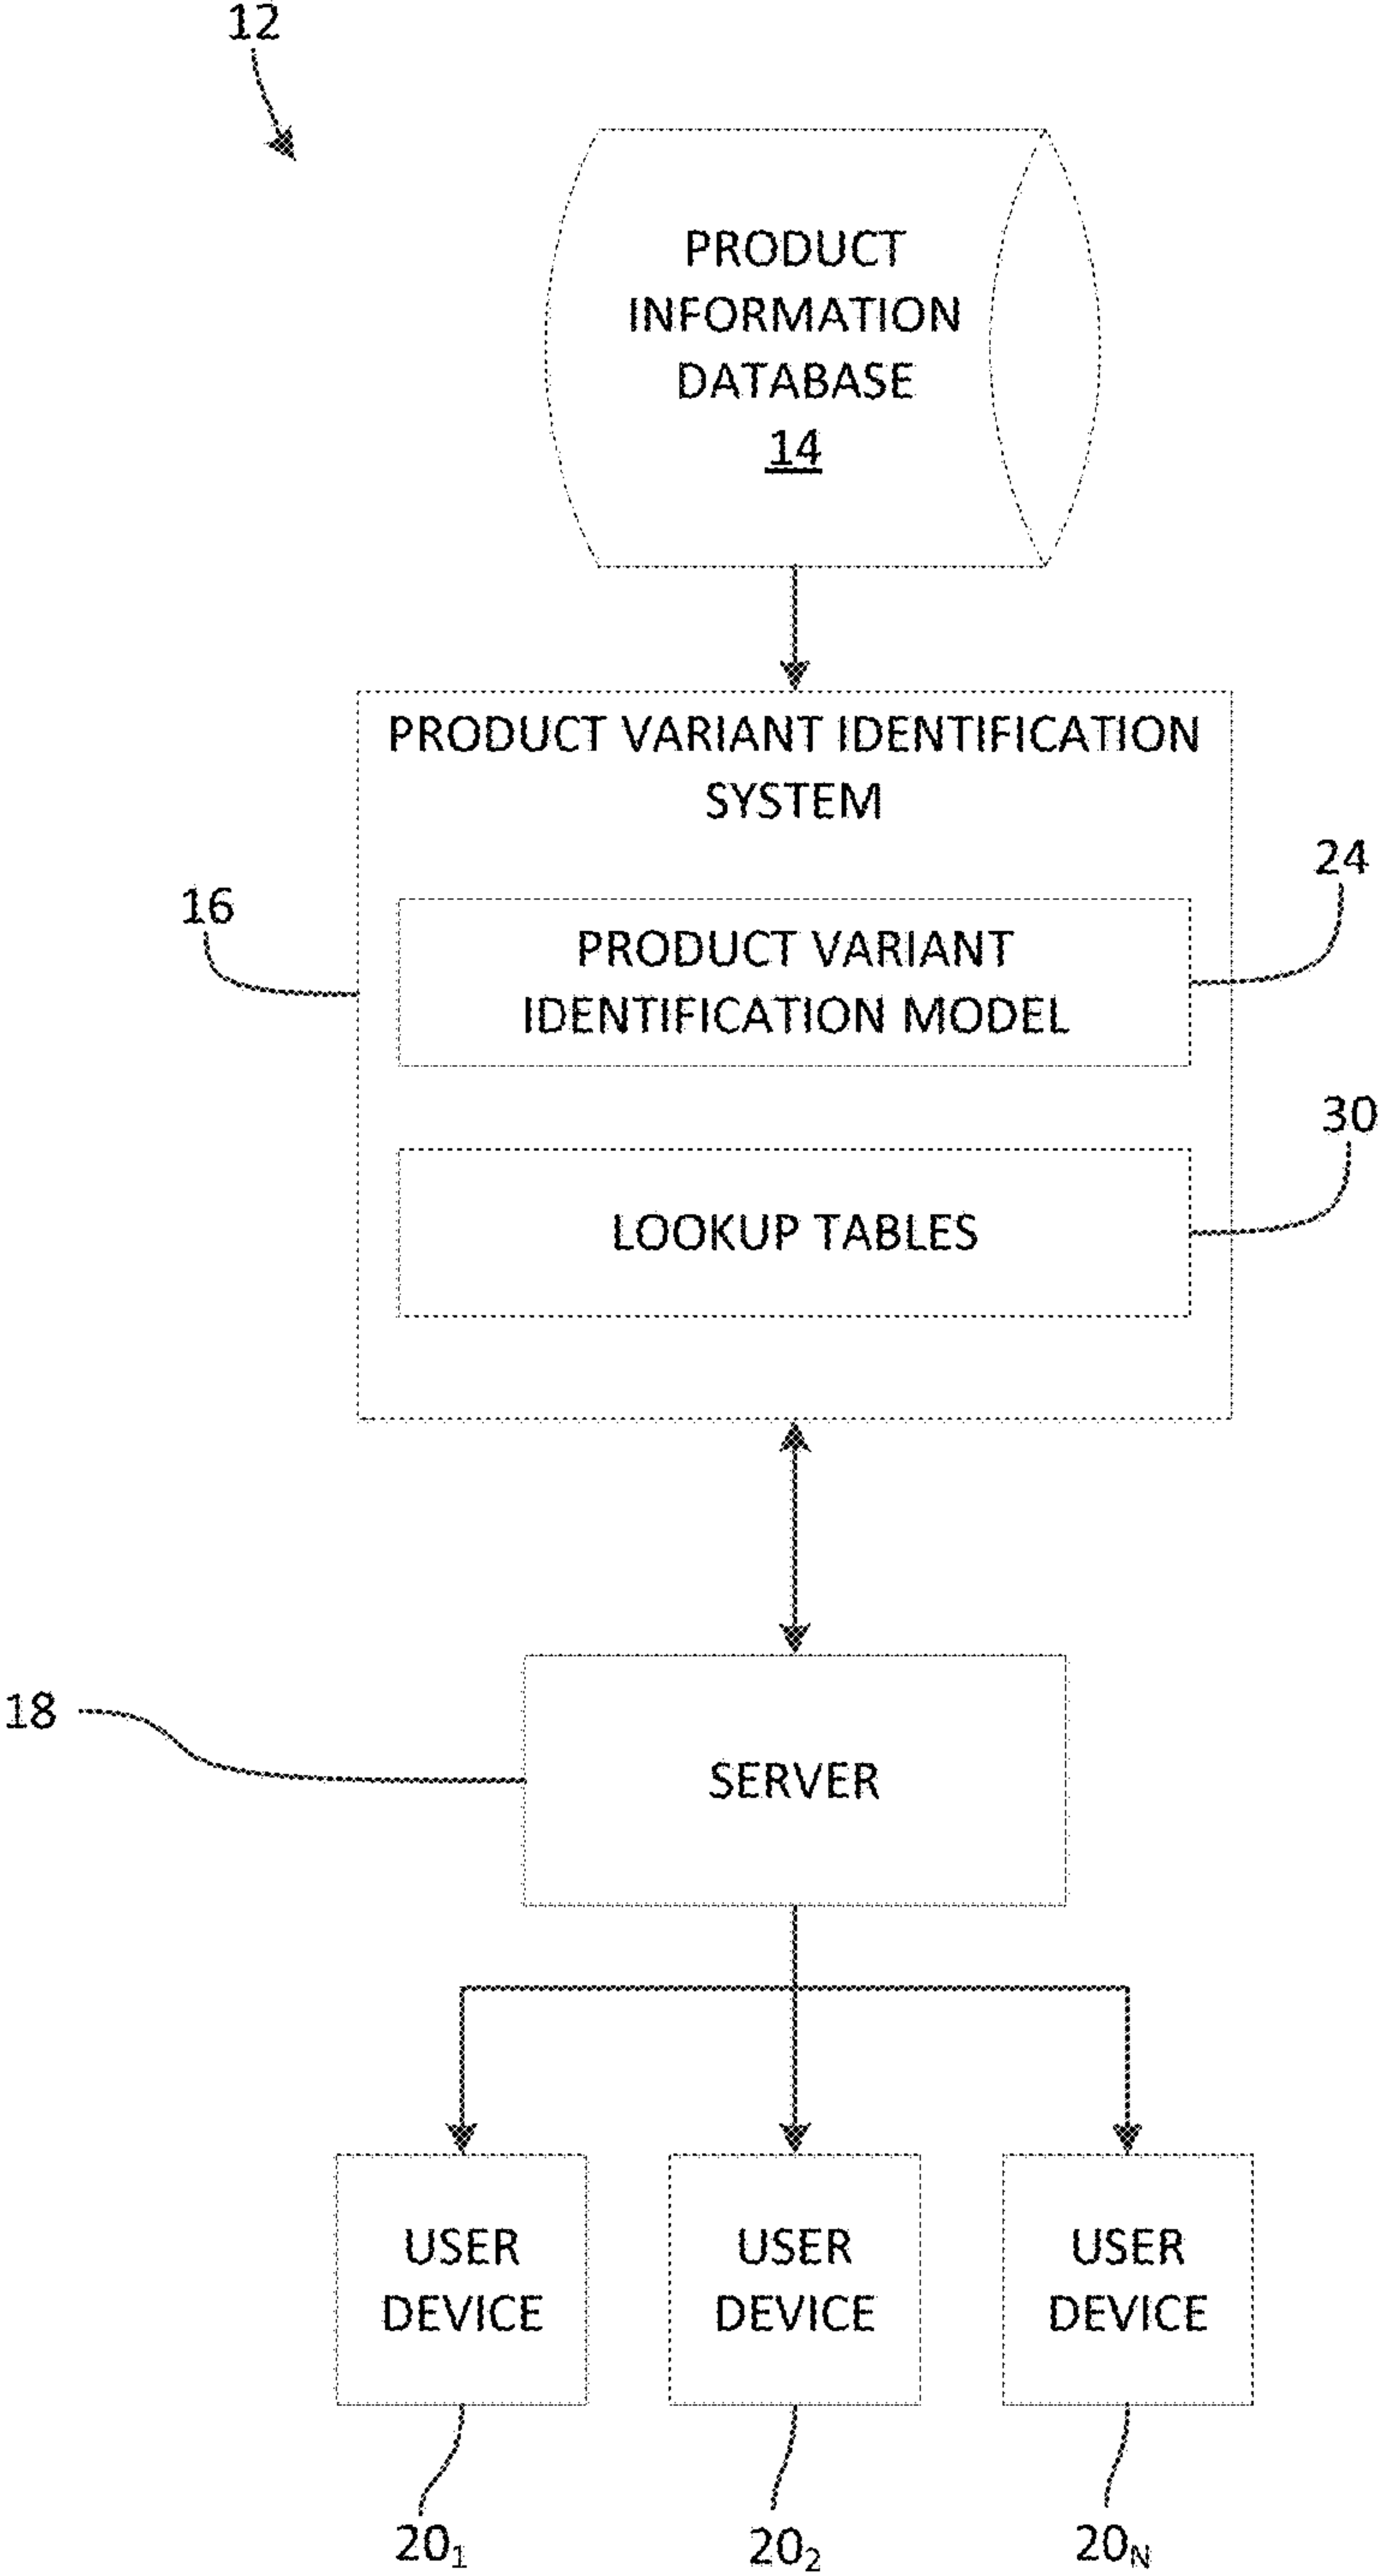 12
PRODUCT
INFORMATION
DATABASE
14
PRODUCT VARIANT IDENTIFICATION
SYSTEM
24
16
PRODUCT VARIANT
IDENTIFICATION MODEL
30
LOOKUP TABLES
18
SERVER
USER
DEVICE
USER
DEVICE
USER
DEVICE
20₁
20₂
20ₙ